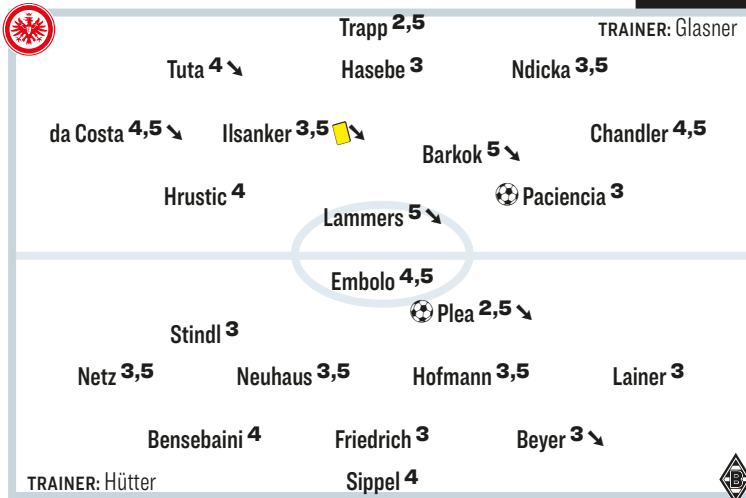 Trapp 2,5 TRAINER: Glasner
Tuta 4 Hasebe 3 Ndicka 3,5
da Costa 4,5 Ilsanker 3,5 Barkok 5 Chandler 4,5
Hrustic 4 Paciencia 3
Lammers 5
Embolo 4,5
Plea 2,5
Stindl 3
Netz 3,5 Neuhaus 3,5 Hofmann 3,5 Lainer 3
Bensebaini 4 Friedrich 3 Beyer 3
TRAINER: Hütter Sippel 4
B